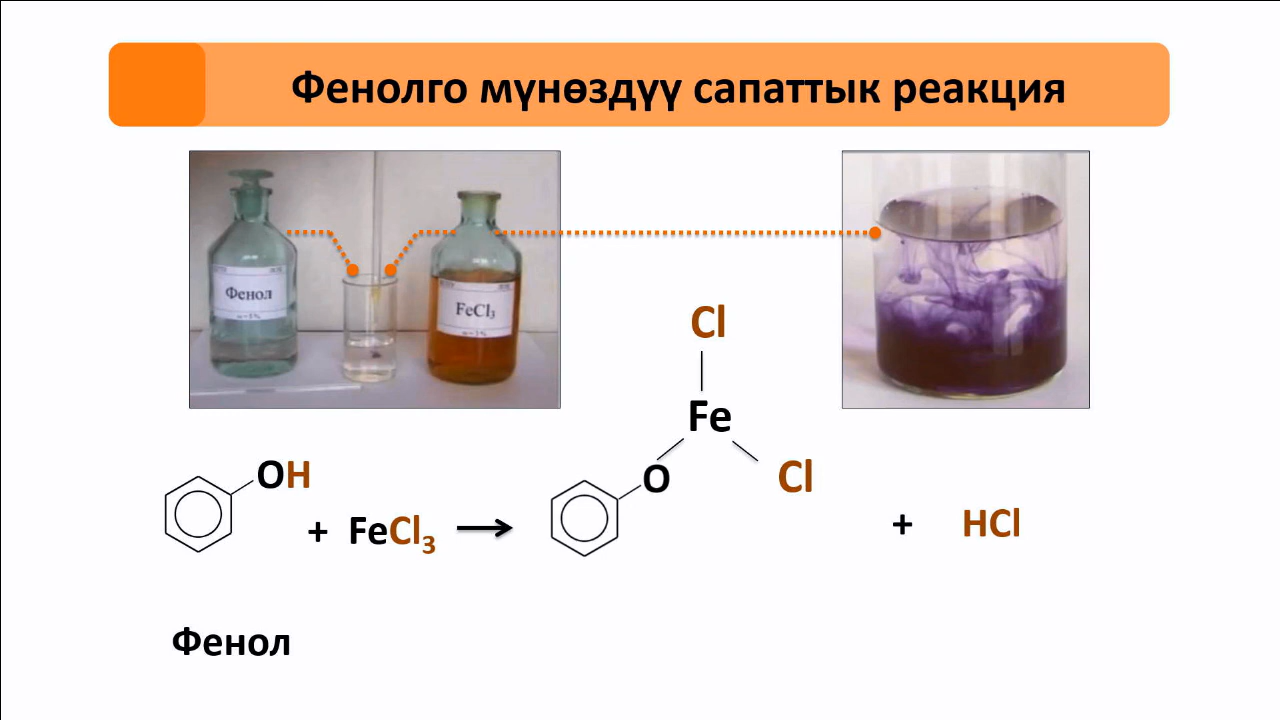 Фенолго мүнөздүү сапаттык реакция
Фенол
FeCl₃
Cl
Fe
OH
O
Cl
+ FeCl₃ →
+ HCl
Фенол